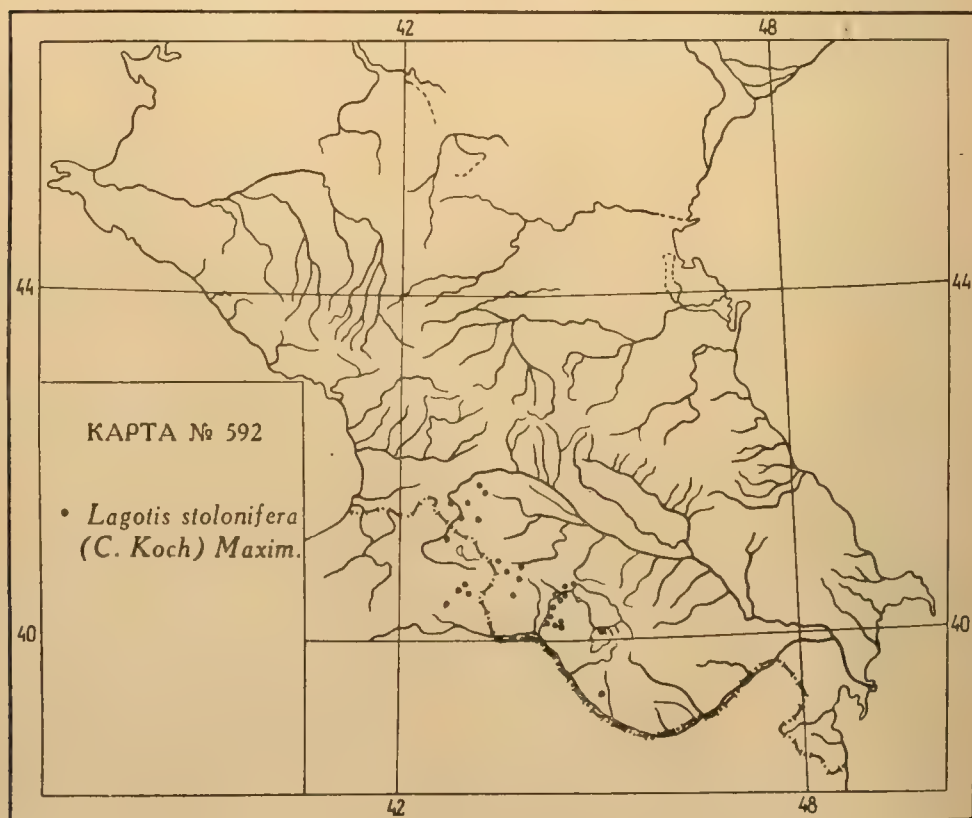 42 48
44 44
КАРТА № 592
• Lagotis stolonifera
(C. Koch) Maxim.
40 40
42 48